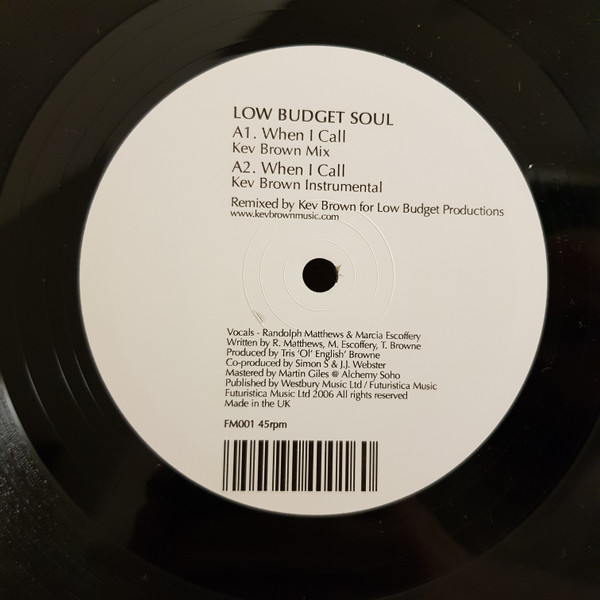 LOW BUDGET SOUL
A1. When I Call
Kev Brown Mix
A2. When I Call
Kev Brown Instrumental
Remixed by Kev Brown for Low Budget Productions
www.kevbrownmusic.com
Vocals - Randolph Matthews & Marcia Escoffery
Written by R. Matthews, M. Escoffery, T. Browne
Produced by Tris 'Ol' English' Browne
Co-produced by Simon S & J.J. Webster
Mastered by Martin Giles @ Alchemy Soho
Published by Westbury Music Ltd / Futuristica Music
Futuristica Music Ltd 2006 All rights reserved
Made in the UK
FM001 45rpm